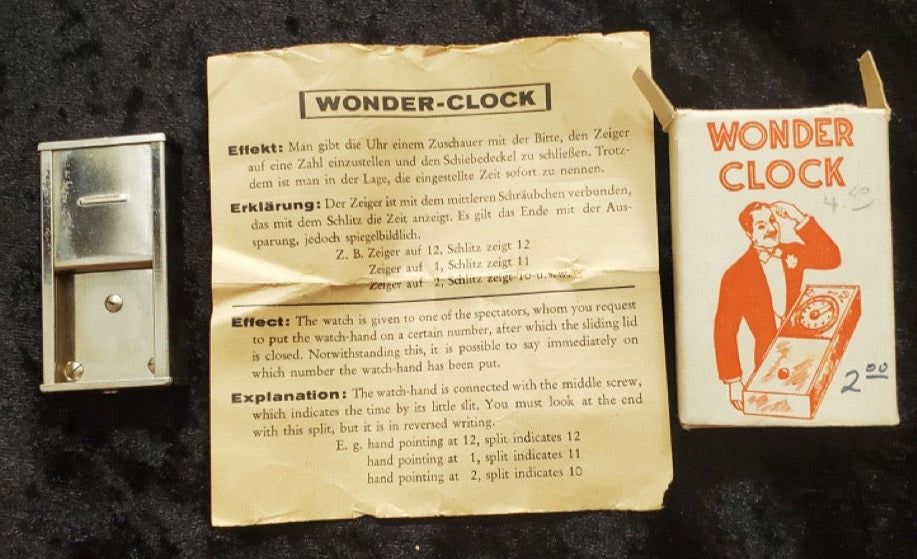 WONDER-CLOCK
Effekt: Man gibt die Uhr einem Zuschauer mit der Bitte, den Zeiger
auf eine Zahl einzustellen und den Schiebedeckel zu schließen. Trotz-
dem ist man in der Lage, die eingestellte Zeit sofort zu nennen.
Erklärung: Der Zeiger ist mit dem mittleren Schräubchen verbunden,
das mit dem Schlitz die Zeit anzeigt. Es gilt das Ende mit der Aus-
sparung, jedoch spiegelbildlich.
Z. B. Zeiger auf 12, Schlitz zeigt 12
Zeiger auf 1, Schlitz zeigt 11
Zeiger auf 2, Schlitz zeigt 10 u.s.w.
Effect: The watch is given to one of the spectators, whom you request
to put the watch-hand on a certain number, after which the sliding lid
is closed. Notwithstanding this, it is possible to say immediately on
which number the watch-hand has been put.
Explanation: The watch-hand is connected with the middle screw,
which indicates the time by its little slit. You must look at the end
with this split, but it is in reversed writing.
E. g. hand pointing at 12, split indicates 12
hand pointing at 1, split indicates 11
hand pointing at 2, split indicates 10
WONDER
CLOCK
4.50
2.00